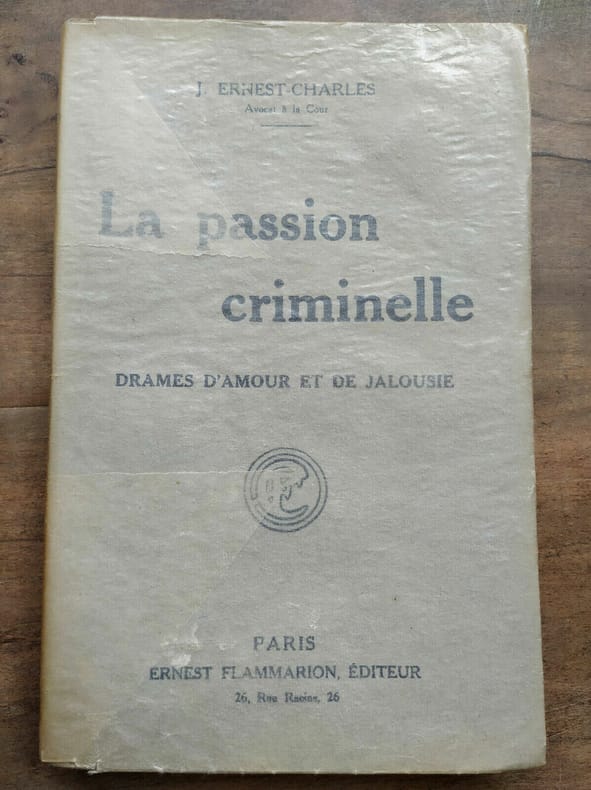 J. ERNEST-CHARLES
Avocat à la Cour
La passion
criminelle
DRAMES D'AMOUR ET DE JALOUSIE
PARIS
ERNEST FLAMMARION, ÉDITEUR
26, Rue Racine, 26